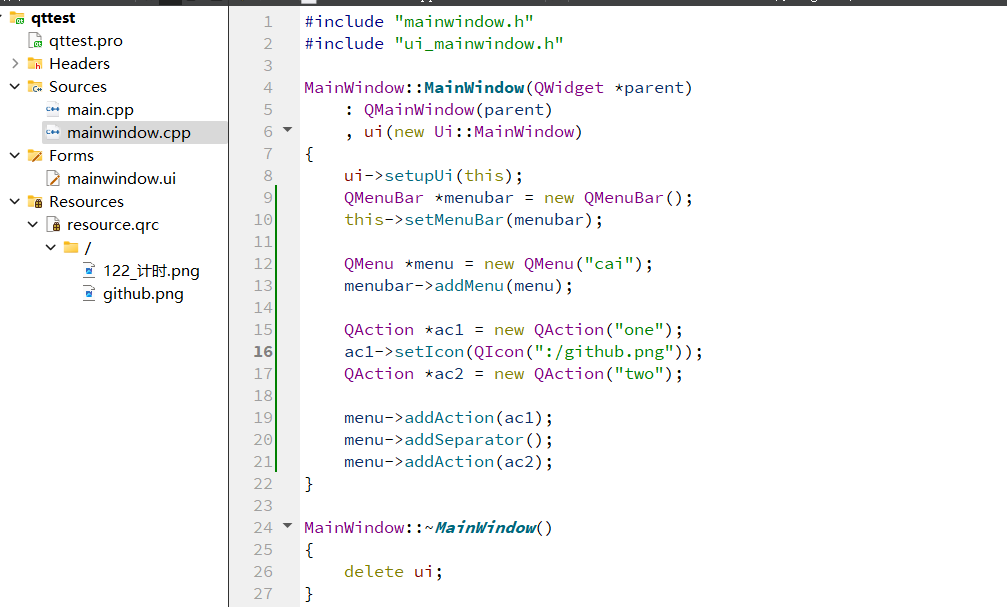 qttest
qttest.pro
Headers
Sources
main.cpp
mainwindow.cpp
Forms
mainwindow.ui
Resources
resource.qrc
/
122_计时.png
github.png
1 #include "mainwindow.h"
2 #include "ui_mainwindow.h"
3
4 MainWindow::MainWindow(QWidget *parent)
5     : QMainWindow(parent)
6     , ui(new Ui::MainWindow)
7 {
8     ui->setupUi(this);
9     QMenuBar *menubar = new QMenuBar();
10     this->setMenuBar(menubar);
11
12     QMenu *menu = new QMenu("cai");
13     menubar->addMenu(menu);
14
15     QAction *ac1 = new QAction("one");
16     ac1->setIcon(QIcon(":/github.png"));
17     QAction *ac2 = new QAction("two");
18
19     menu->addAction(ac1);
20     menu->addSeparator();
21     menu->addAction(ac2);
22 }
23
24 MainWindow::~MainWindow()
25 {
26     delete ui;
27 }